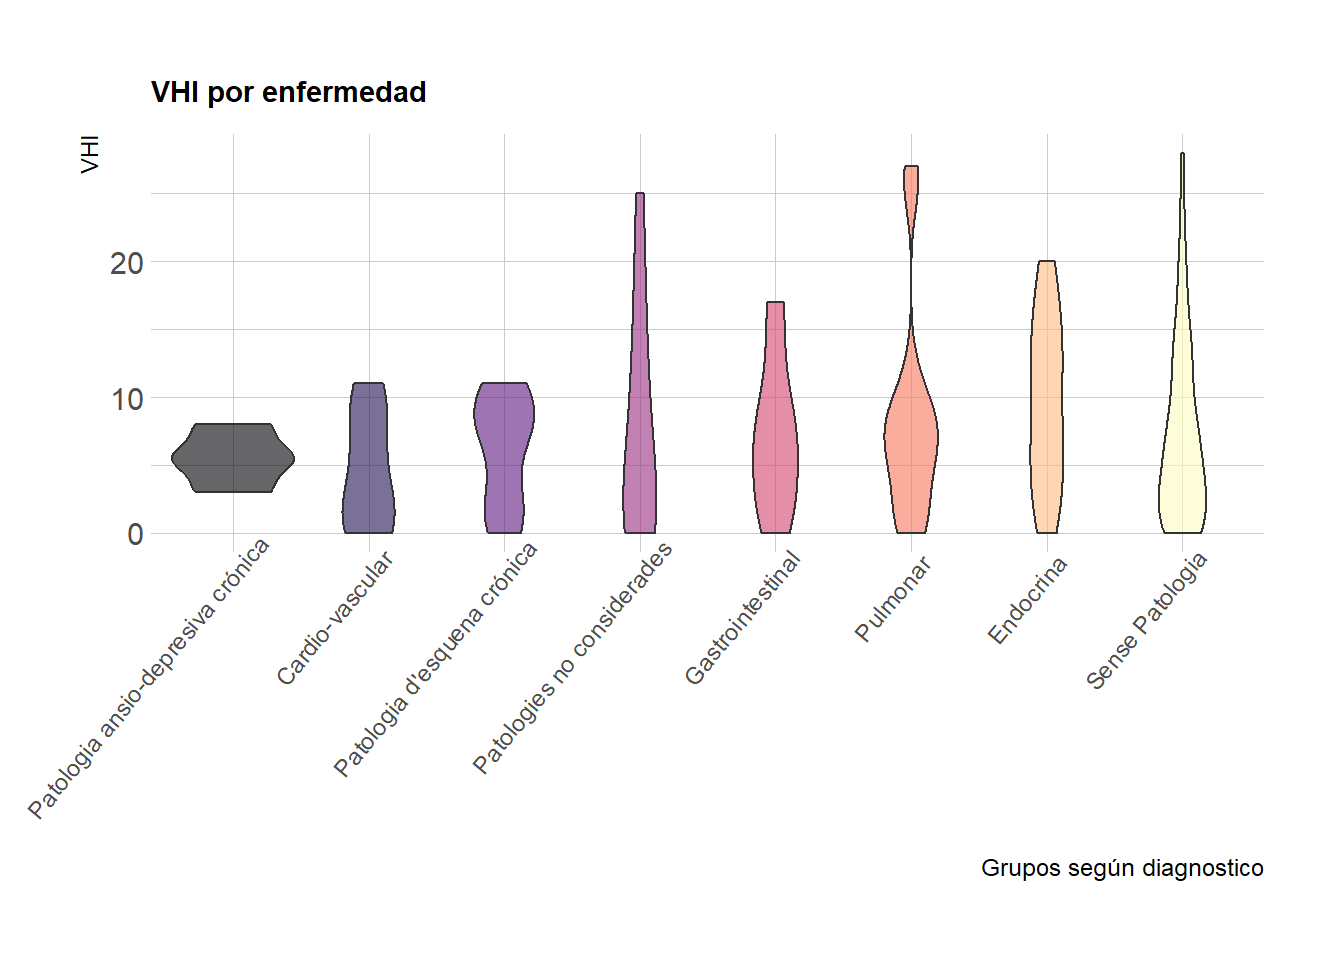 VHI por enfermedad
VHI
20
10
0
Patologia ansio-depresiva crónica
Cardio-vascular
Patologia d'esquena crónica
Patologies no considerades
Gastrointestinal
Pulmonar
Endocrina
Sense Patologia
Grupos según diagnostico